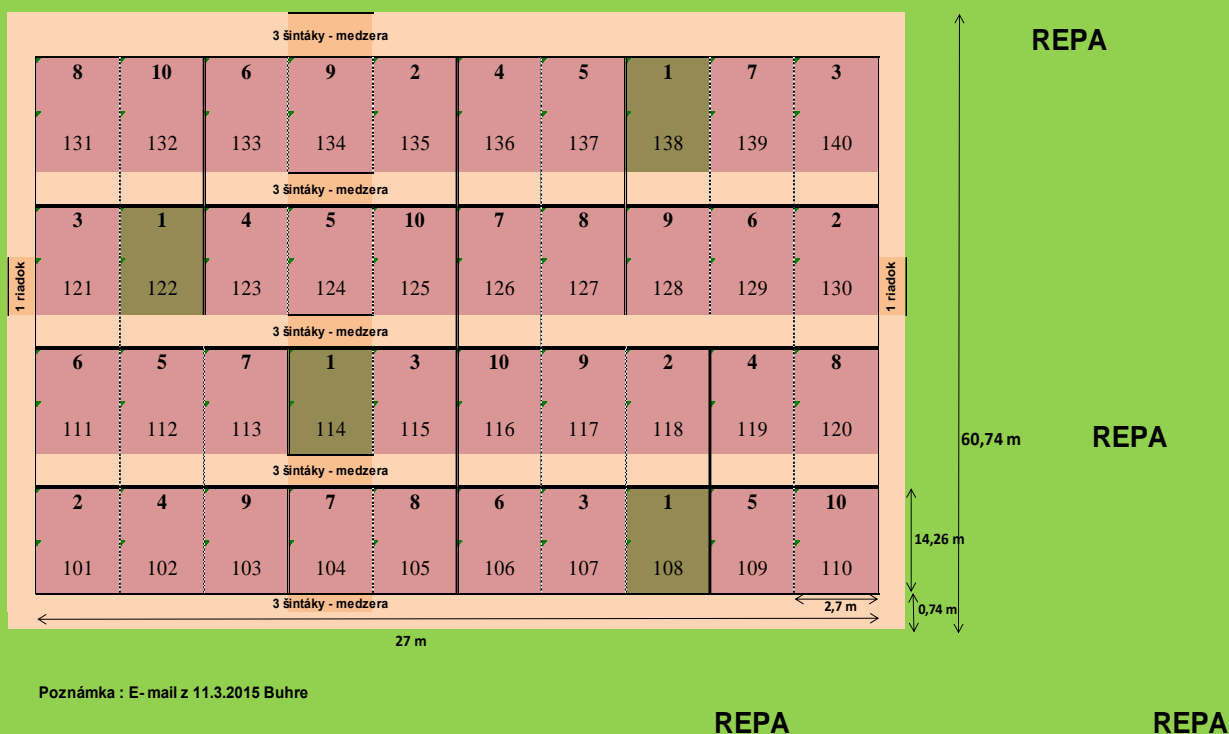 REPA
3 šintáky - medzera
8 10 6 9 2 4 5 1 7 3
131 132 133 134 135 136 137 138 139 140
3 šintáky - medzera
3 1 4 5 10 7 8 9 6 2
1 riadok
121 122 123 124 125 126 127 128 129 130
1 riadok
3 šintáky - medzera
6 5 7 1 3 10 9 2 4 8
111 112 113 114 115 116 117 118 119 120
60,74 m
REPA
3 šintáky - medzera
2 4 9 7 8 6 3 1 5 10
14,26 m
101 102 103 104 105 106 107 108 109 110
3 šintáky - medzera
2,7 m
0,74 m
27 m
Poznámka : E- mail z 11.3.2015 Buhre
REPA
REPA